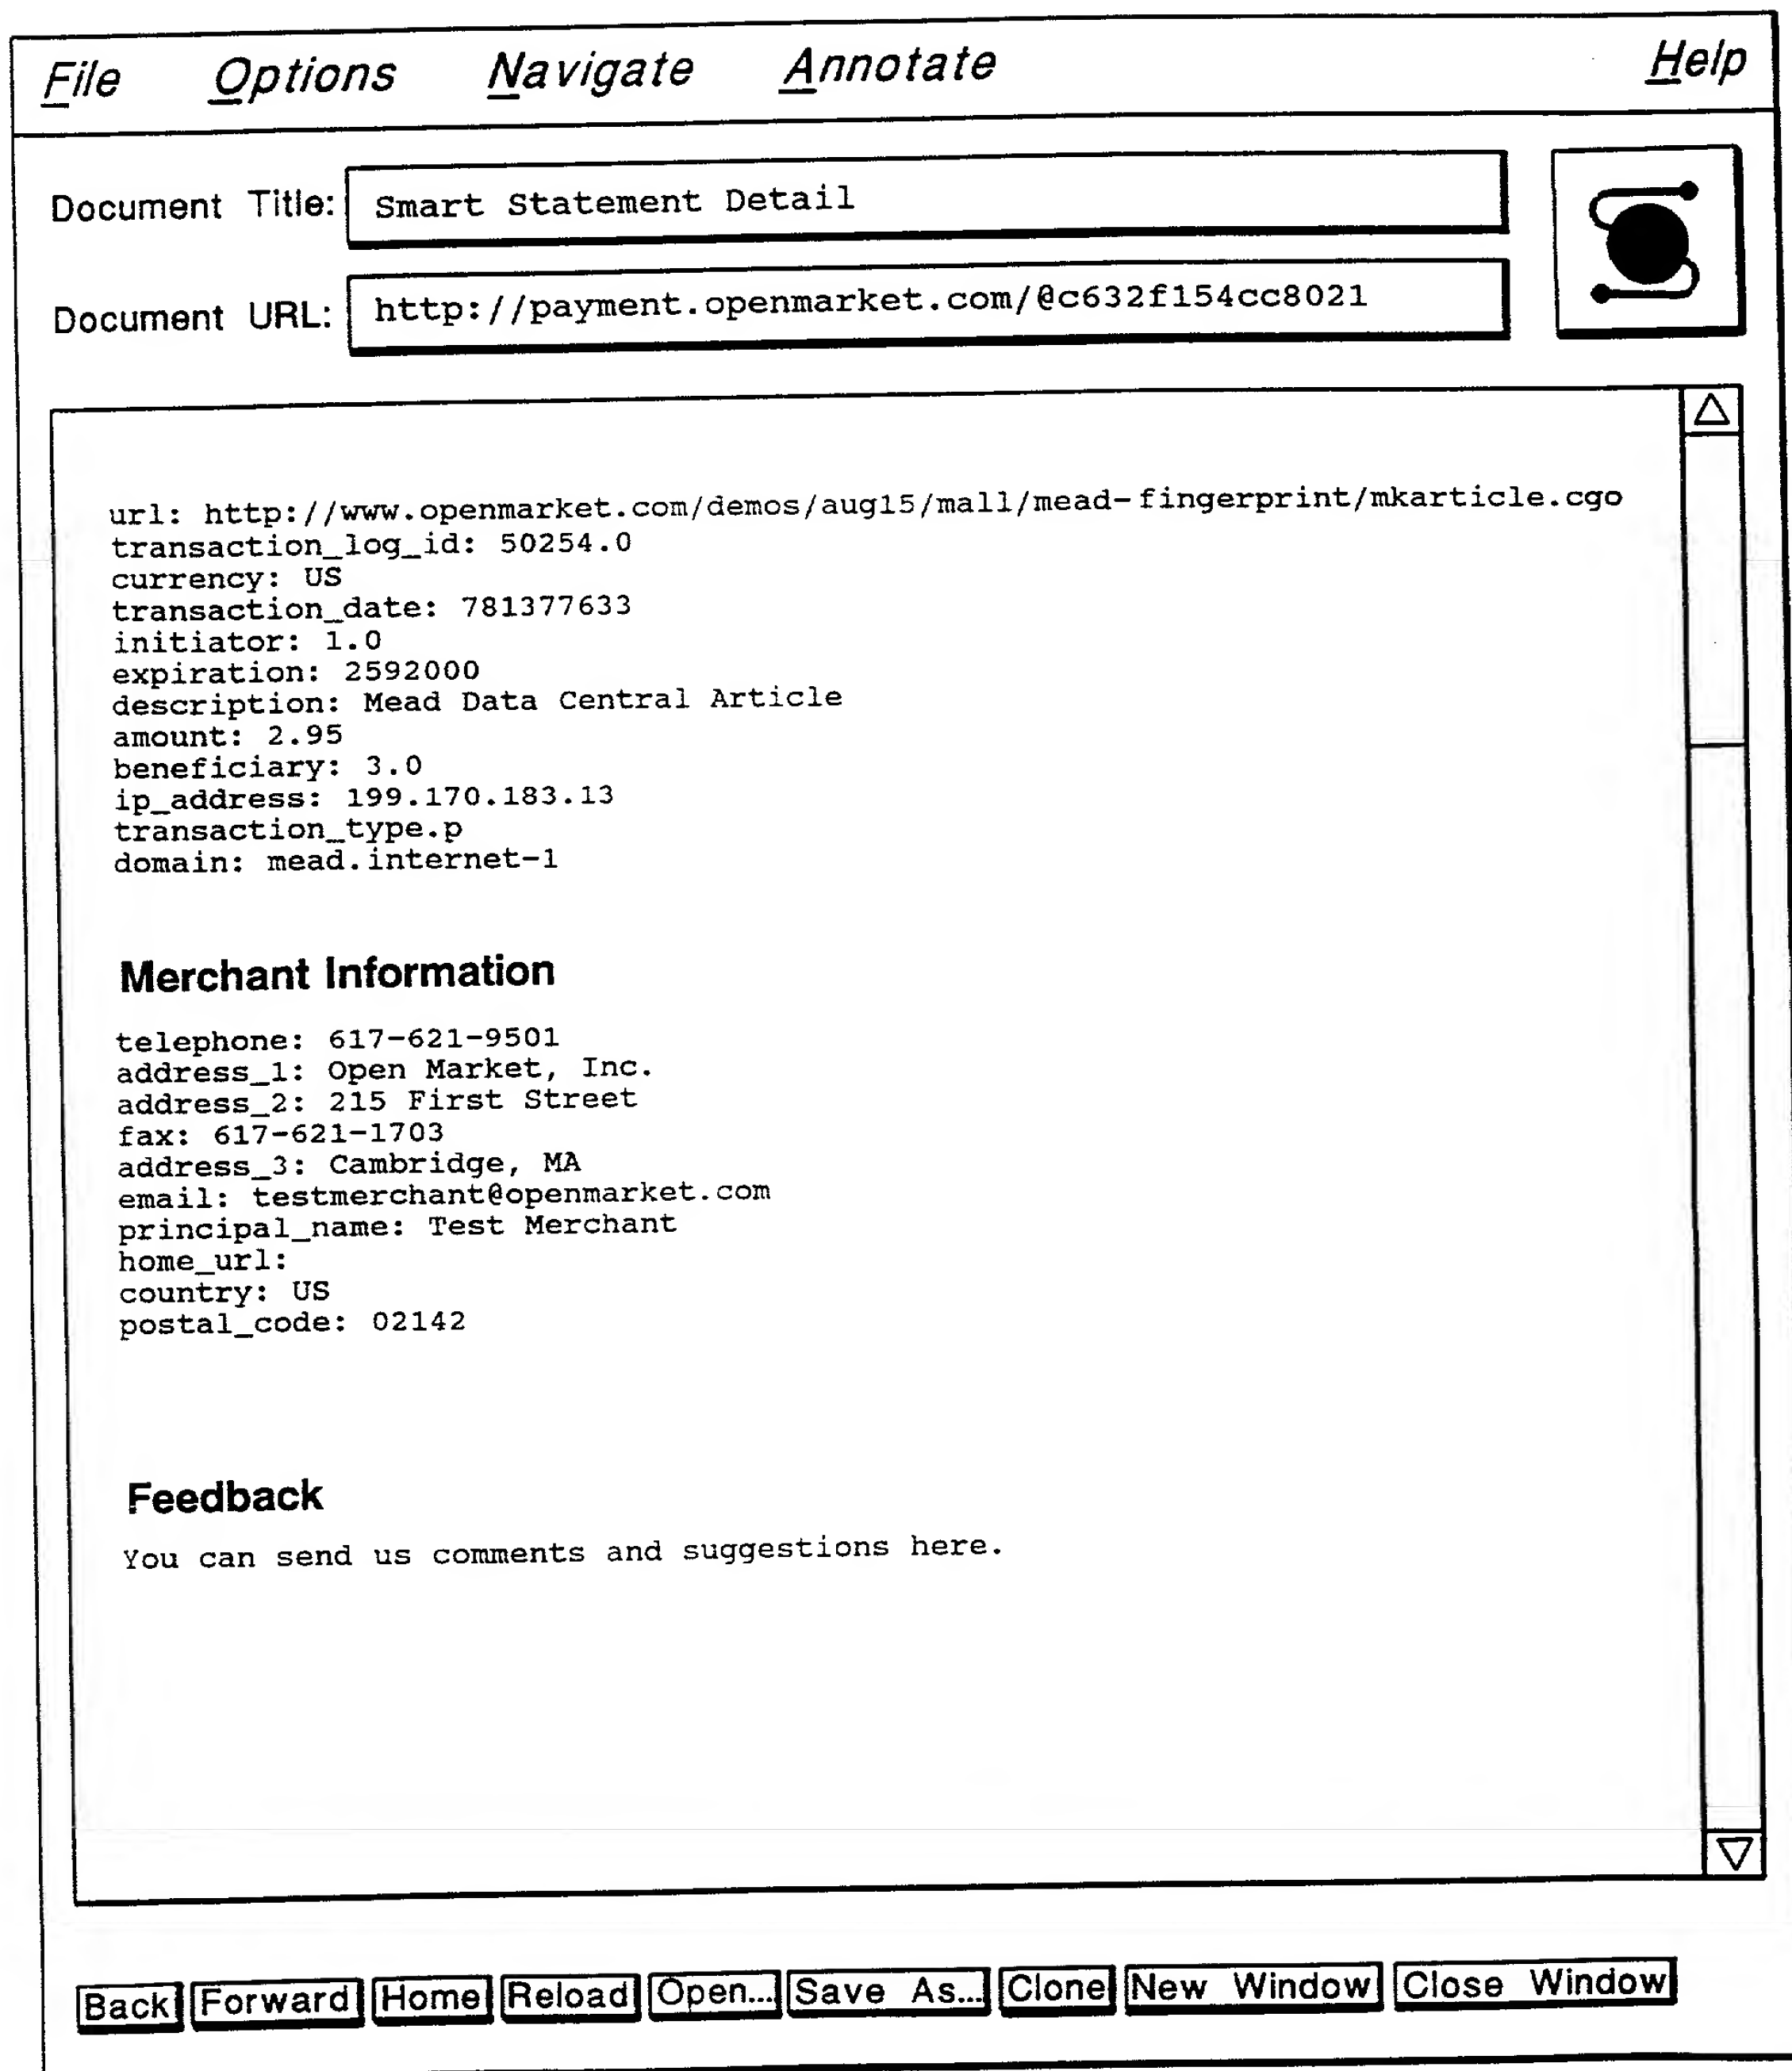 File Options Navigate Annotate Help
Document Title: Smart Statement Detail
Document URL: http://payment.openmarket.com/@c632f154cc8021
url: http://www.openmarket.com/demos/aug15/mall/mead-fingerprint/mkarticle.cgo
transaction_log_id: 50254.0
currency: US
transaction_date: 781377633
initiator: 1.0
expiration: 2592000
description: Mead Data Central Article
amount: 2.95
beneficiary: 3.0
ip_address: 199.170.183.13
transaction_type.p
domain: mead.internet-1
Merchant Information
telephone: 617-621-9501
address_1: Open Market, Inc.
address_2: 215 First Street
fax: 617-621-1703
address_3: Cambridge, MA
email: testmerchant@openmarket.com
principal_name: Test Merchant
home_url:
country: US
postal_code: 02142
Feedback
You can send us comments and suggestions here.
Back Forward Home Reload Open... Save As... Clone New Window Close Window